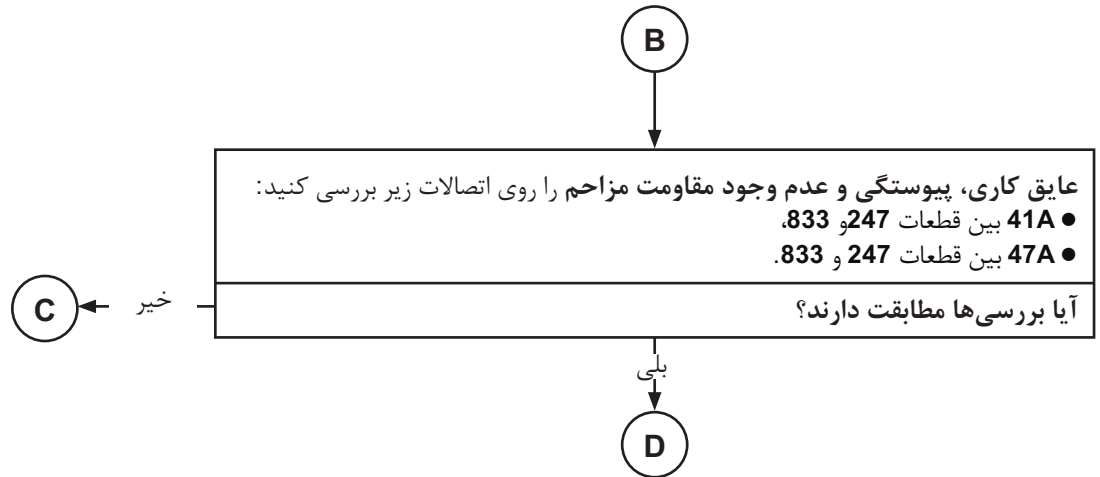 B
عایق کاری، پیوستگی و عدم وجود مقاومت مزاحم را روی اتصالات زیر بررسی کنید:
● 41A بین قطعات 247و 833،
● 47A بین قطعات 247 و 833.
آیا بررسی‌ها مطابقت دارند؟
خیر
C
بلی
D